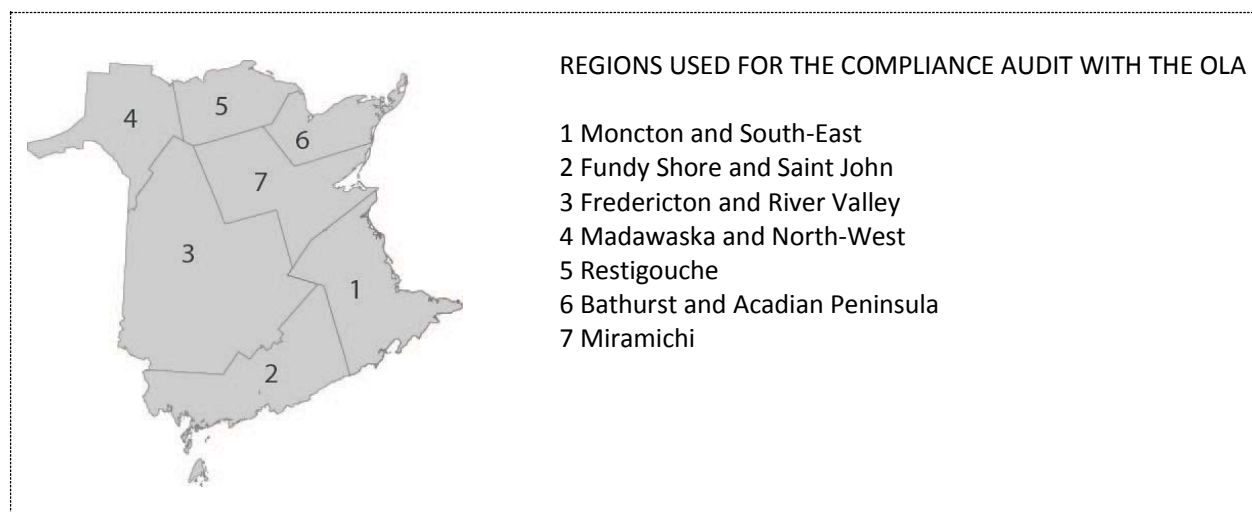 REGIONS USED FOR THE COMPLIANCE AUDIT WITH THE OLA
1 Moncton and South-East
2 Fundy Shore and Saint John
3 Fredericton and River Valley
4 Madawaska and North-West
5 Restigouche
6 Bathurst and Acadian Peninsula
7 Miramichi
4
5
6
7
3
1
2